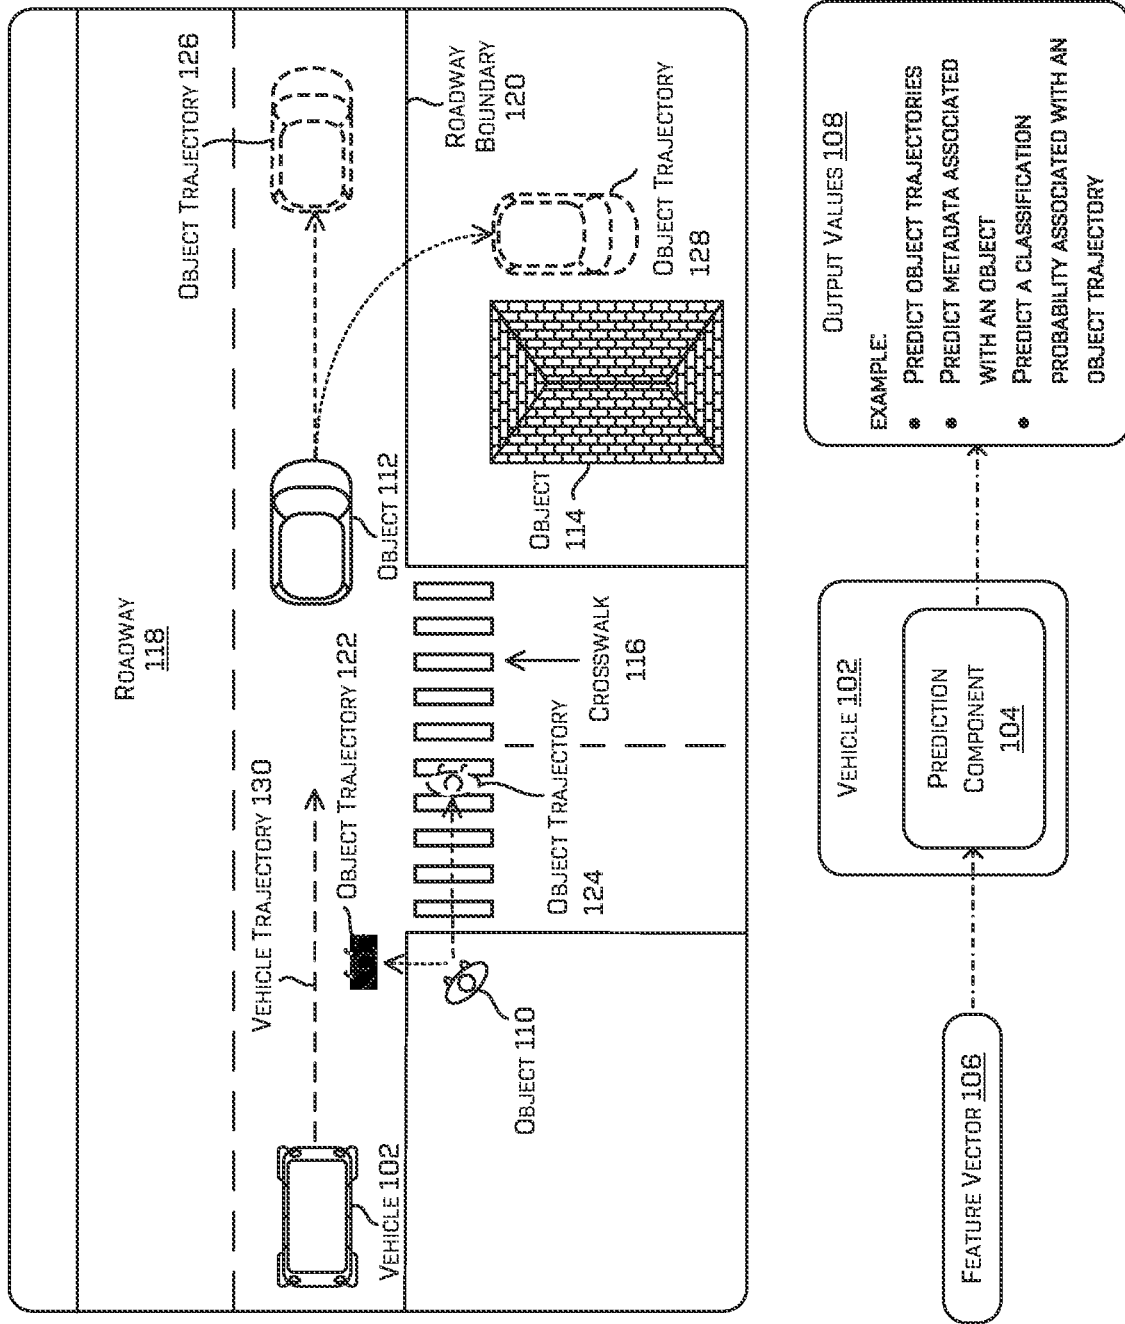 ROADWAY
118
OBJECT TRAJECTORY 126
VEHICLE TRAJECTORY 130
OBJECT TRAJECTORY 122
OBJECT 112
ROADWAY
BOUNDARY
120
VEHICLE 102
OBJECT 110
OBJECT TRAJECTORY
124
CROSSWALK
116
OBJECT
114
OBJECT TRAJECTORY
128
FEATURE VECTOR 106
VEHICLE 102
PREDICTION
COMPONENT
104
OUTPUT VALUES 108
EXAMPLE:
• PREDICT OBJECT TRAJECTORIES
• PREDICT METADATA ASSOCIATED
WITH AN OBJECT
• PREDICT A CLASSIFICATION
PROBABILITY ASSOCIATED WITH AN
OBJECT TRAJECTORY